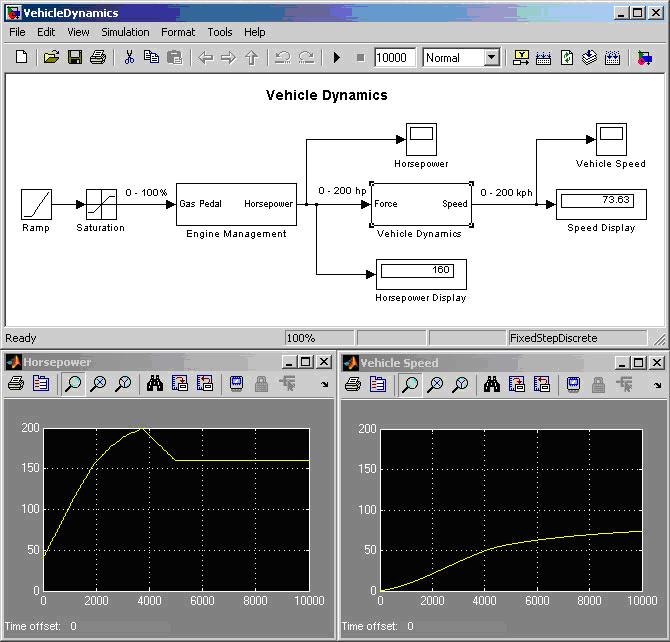 VehicleDynamics
File Edit View Simulation Format Tools Help
10000 Normal
Vehicle Dynamics
Horsepower
Vehicle Speed
0 - 100%
0 - 200 hp
0 - 200 kph
Gas Pedal Horsepower
Force Speed
73.63
Ramp
Saturation
Engine Management
Vehicle Dynamics
Speed Display
160
Horsepower Display
Ready 100% FixedStepDiscrete
Horsepower
200
150
100
50
0
0 2000 4000 6000 8000 10000
Time offset: 0
Vehicle Speed
200
150
100
50
0
0 2000 4000 6000 8000 10000
Time offset: 0